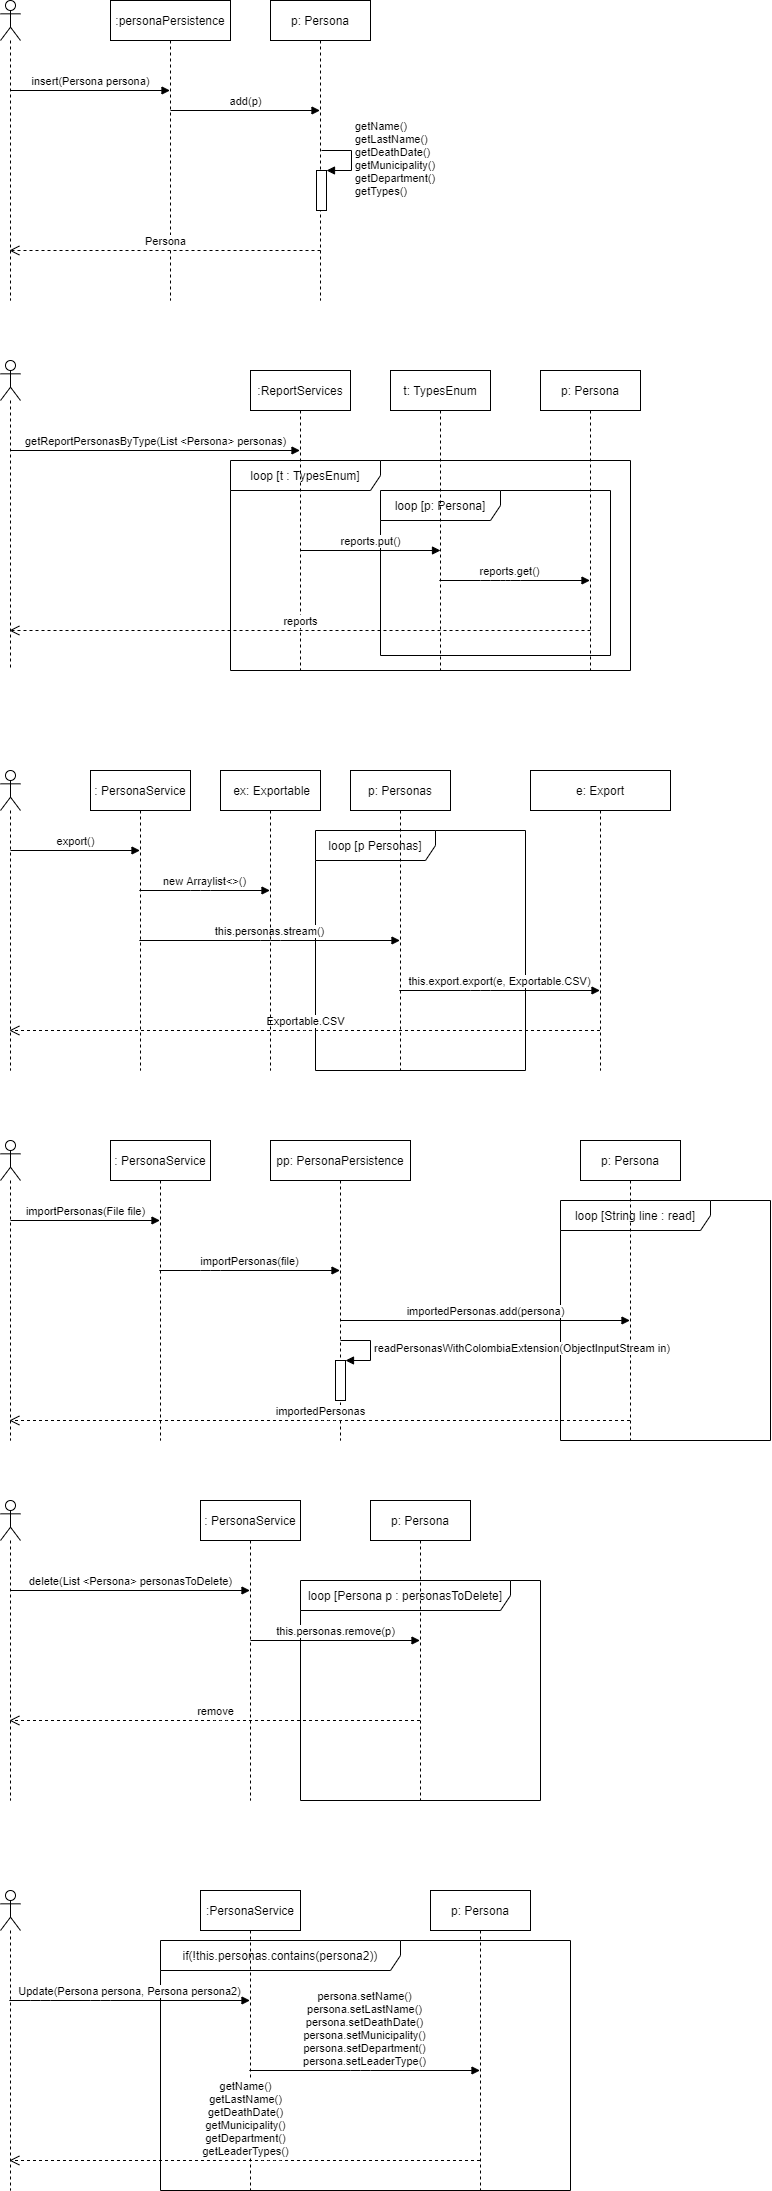 :personaPersistence
p: Persona
insert(Persona persona)
add(p)
getName()
getLastName()
getDeathDate()
getMunicipality()
getDepartment()
getTypes()
Persona
:ReportServices
t: TypesEnum
p: Persona
getReportPersonasByType(List <Persona> personas)
loop [t : TypesEnum]
loop [p: Persona]
reports.put()
reports.get()
reports
: PersonaService
ex: Exportable
p: Personas
e: Export
export()
loop [p Personas]
new Arraylist<>()
this.personas.stream()
this.export.export(e, Exportable.CSV)
Exportable.CSV
: PersonaService
pp: PersonaPersistence
p: Persona
importPersonas(File file)
loop [String line : read]
importPersonas(file)
importedPersonas.add(persona)
readPersonasWithColombiaExtension(ObjectInputStream in)
importedPersonas
: PersonaService
p: Persona
delete(List <Persona> personasToDelete)
loop [Persona p : personasToDelete]
this.personas.remove(p)
remove
:PersonaService
p: Persona
if(!this.personas.contains(persona2))
Update(Persona persona, Persona persona2)
persona.setName()
persona.setLastName()
persona.setDeathDate()
persona.setMunicipality()
persona.setDepartment()
persona.setLeaderType()
getName()
getLastName()
getDeathDate()
getMunicipality()
getDepartment()
getLeaderTypes()